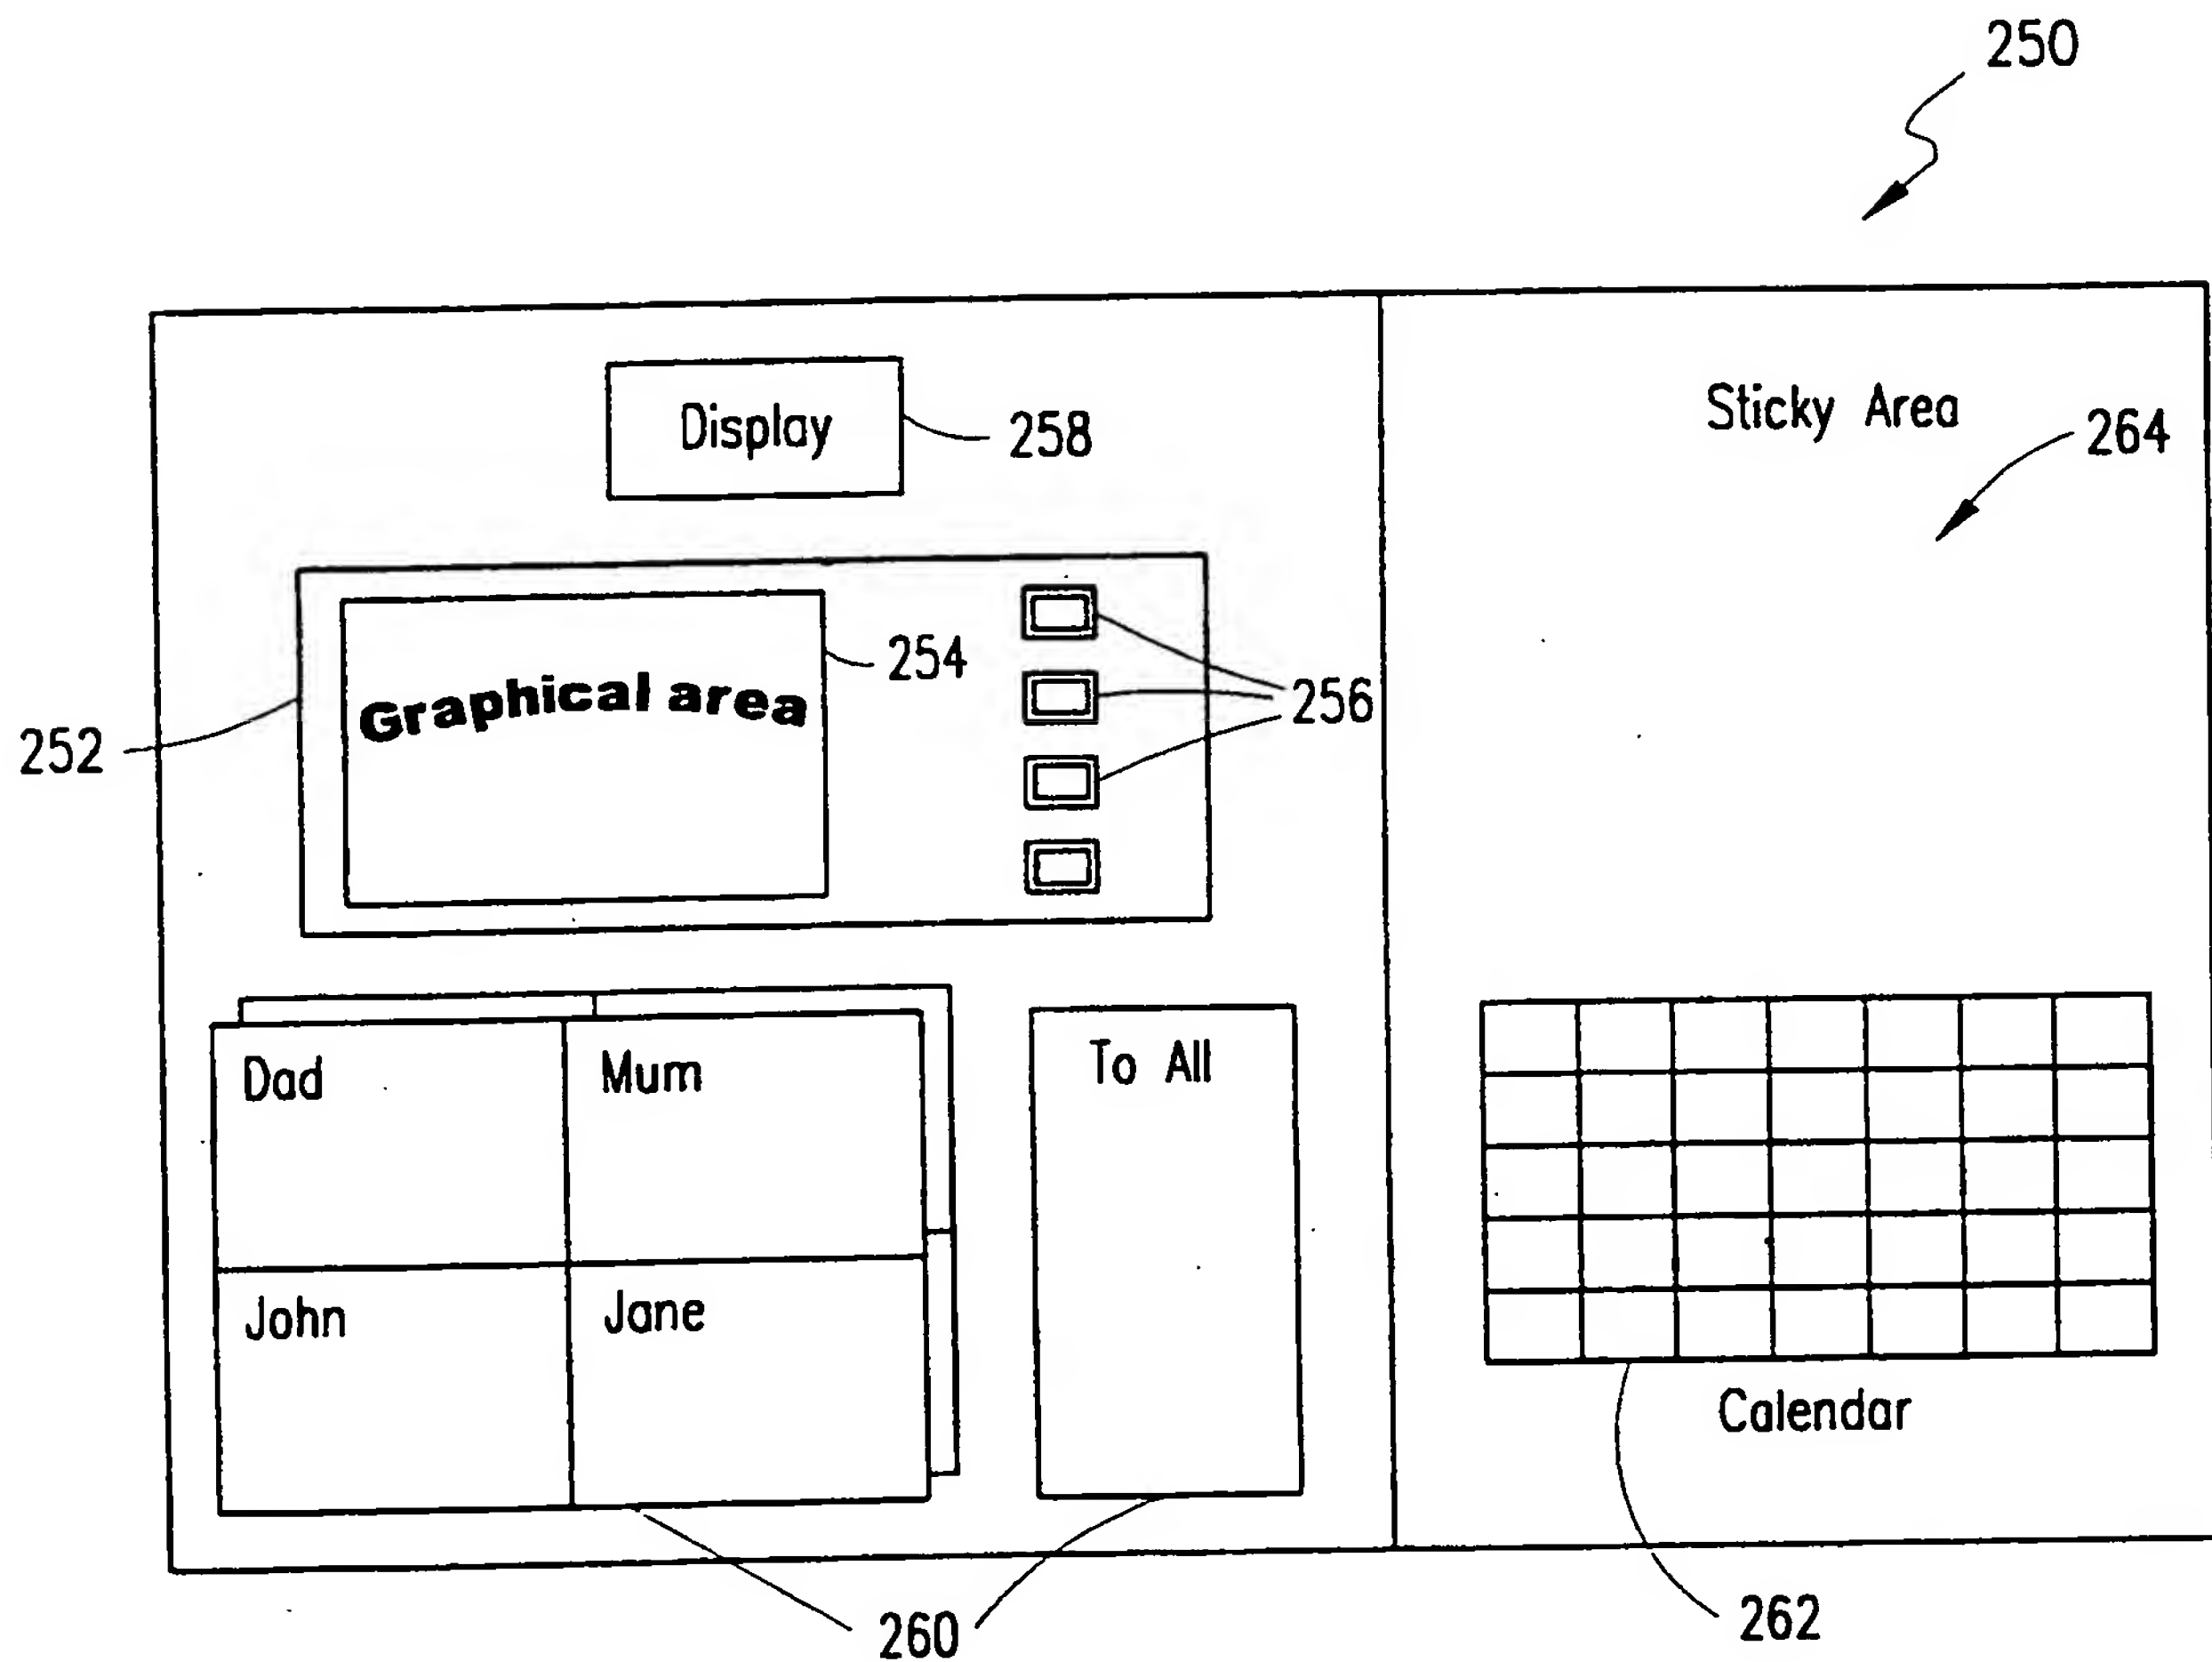 250
Display
258
Sticky Area
264
Graphical area
254
256
252
Dad
Mum
To All
John
Jane
Calendar
260
262